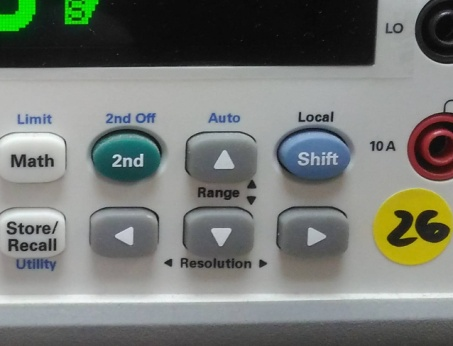 LO
Limit
2nd Off
Auto
Local
Math
2nd
Shift
10 A
Range
Store/
Recall
Utility
Resolution
26